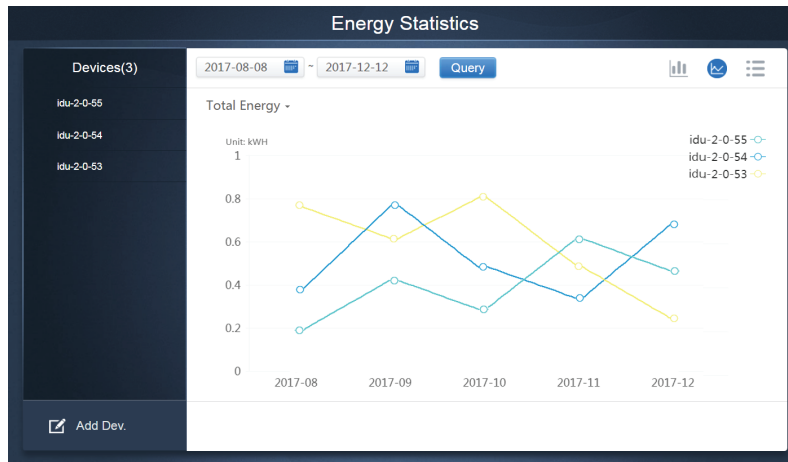 Energy Statistics
Devices(3)
idu-2-0-55
idu-2-0-54
idu-2-0-53
Add Dev.
2017-08-08 ~ 2017-12-12 Query
Total Energy
Unit: kWH
idu-2-0-55
idu-2-0-54
idu-2-0-53
1
0.8
0.6
0.4
0.2
0
2017-08 2017-09 2017-10 2017-11 2017-12